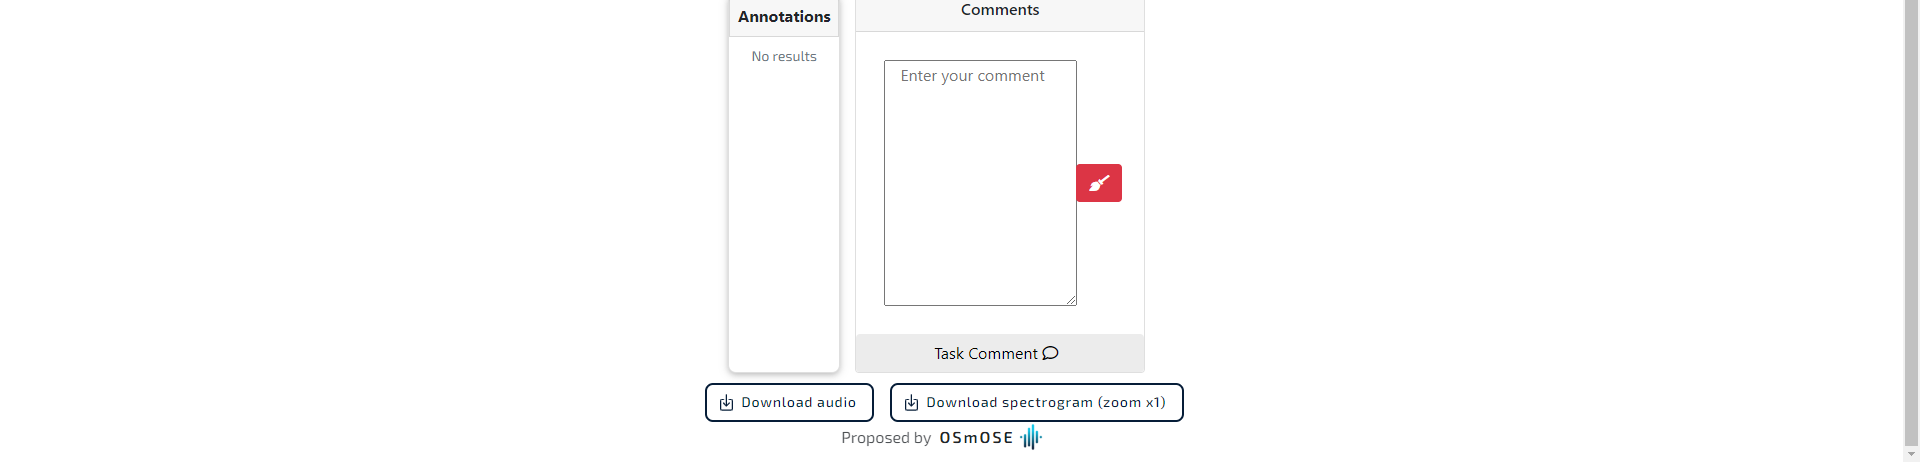 Annotations
No results
Comments
Enter your comment
Task Comment
Download audio
Download spectrogram (zoom x1)
Proposed by OSmOSE